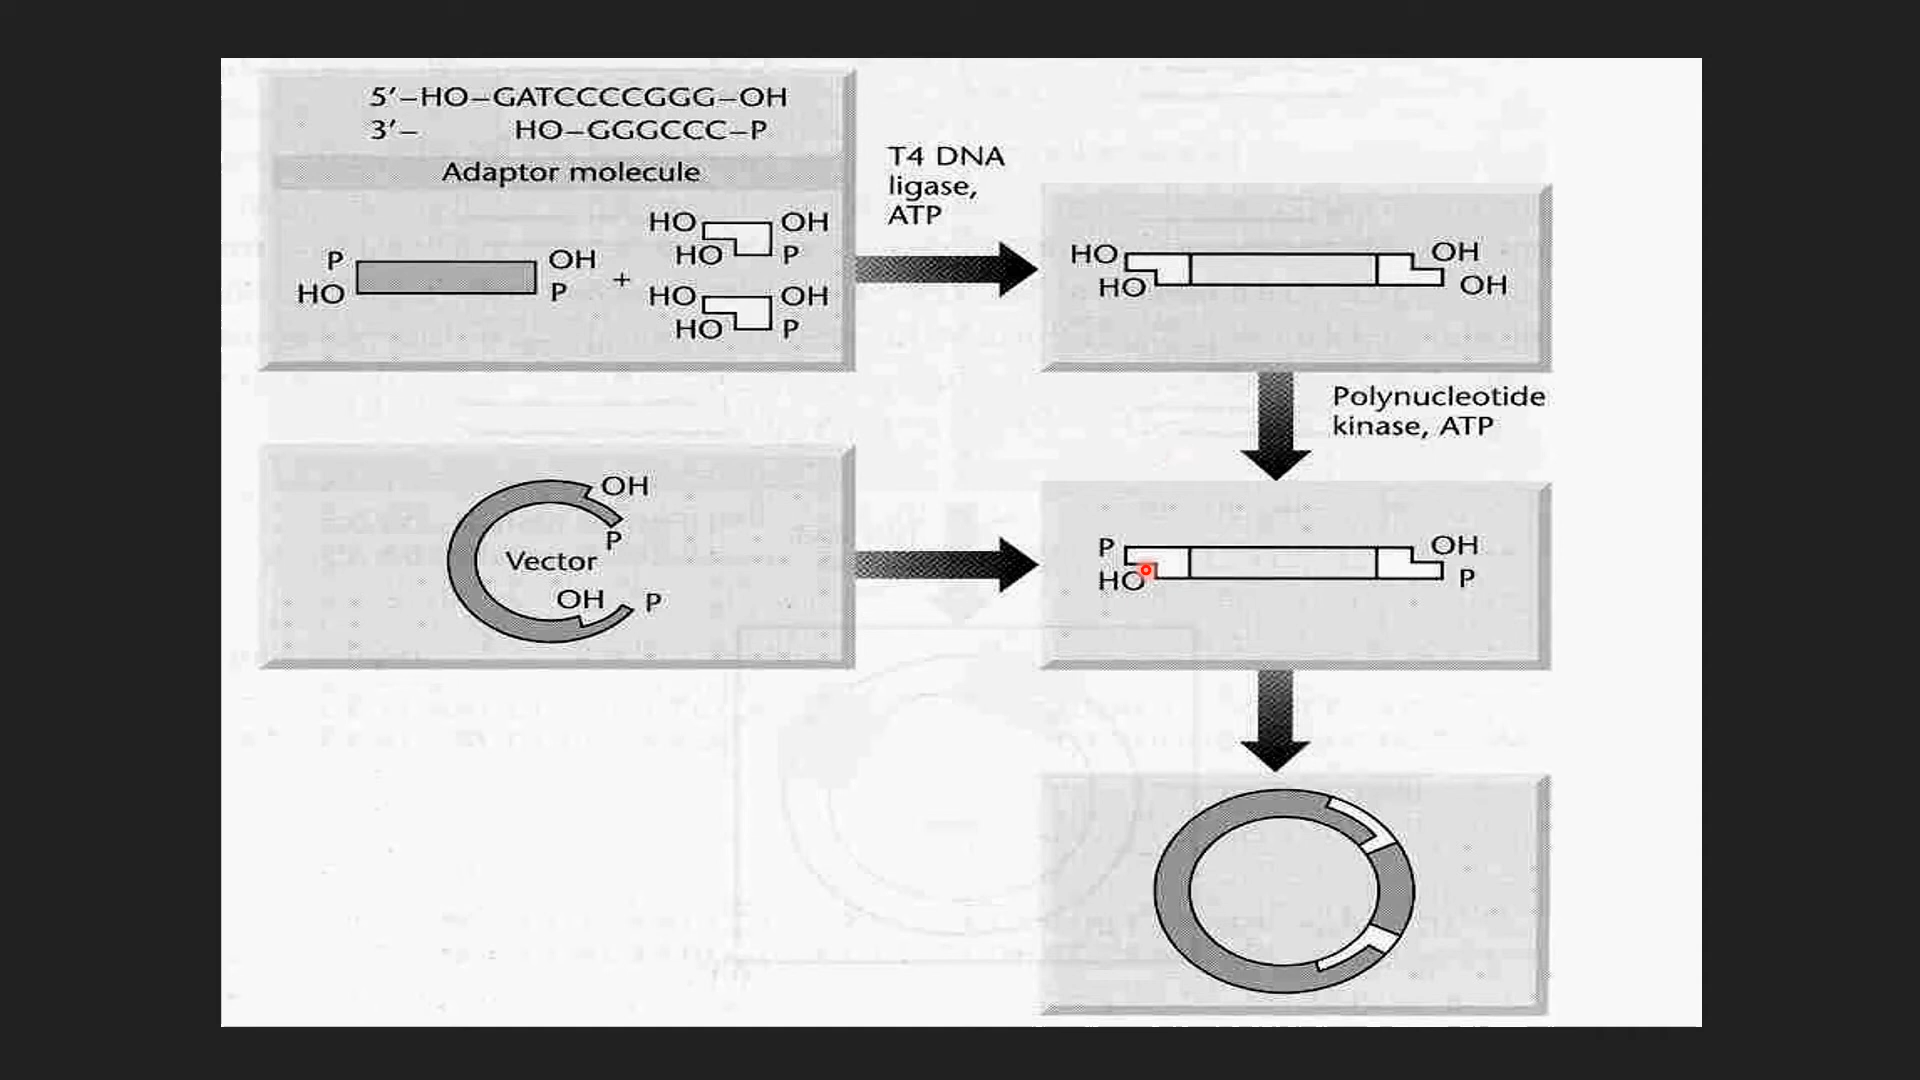 5′–HO–GATCCCCGGG–OH
3′– HO–GGGCCC–P
Adaptor molecule
P
HO
OH
P
+
HO OH
HO P
HO OH
HO P
T4 DNA
ligase,
ATP
HO
HO
OH
OH
Polynucleotide
kinase, ATP
OH
P
Vector
OH P
P
HO
OH
P